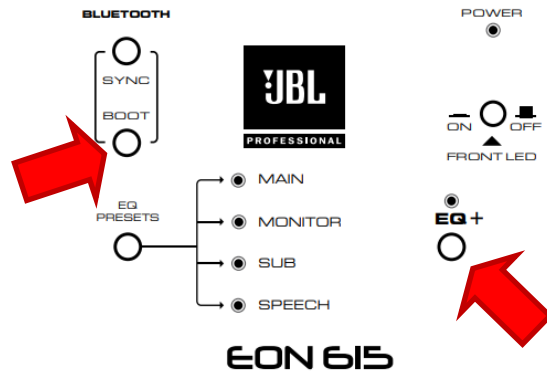 BLUETOOTH
SYNC
BOOT
EQ
PRESETS
JBL
PROFESSIONAL
MAIN
MONITOR
SUB
SPEECH
POWER
ON
OFF
FRONT LED
EQ+
EON 615